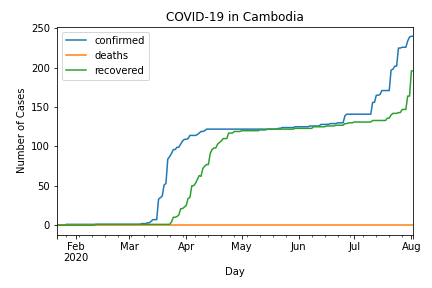 COVID-19 in Cambodia
250
200
150
100
50
0
Number of Cases
confirmed
deaths
recovered
Feb Mar Apr May Jun Jul Aug
2020
Day